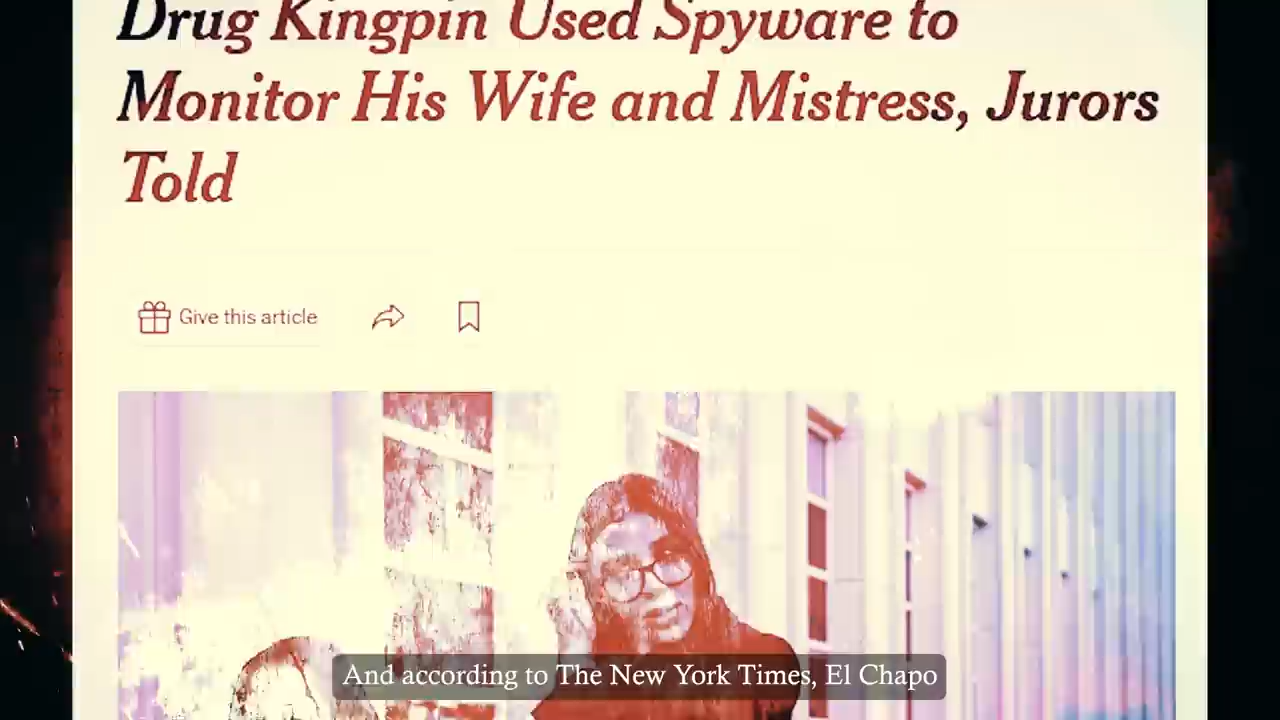 Drug Kingpin Used Spyware to
Monitor His Wife and Mistress, Jurors
Told
Give this article
And according to The New York Times, El Chapo